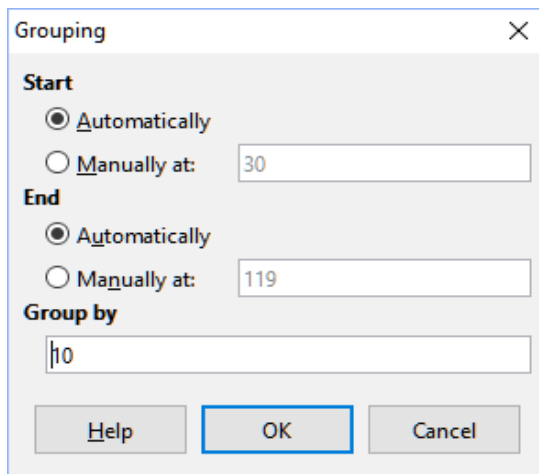 Grouping
Start
Automatically
Manually at: 30
End
Automatically
Manually at: 119
Group by
10
Help OK Cancel